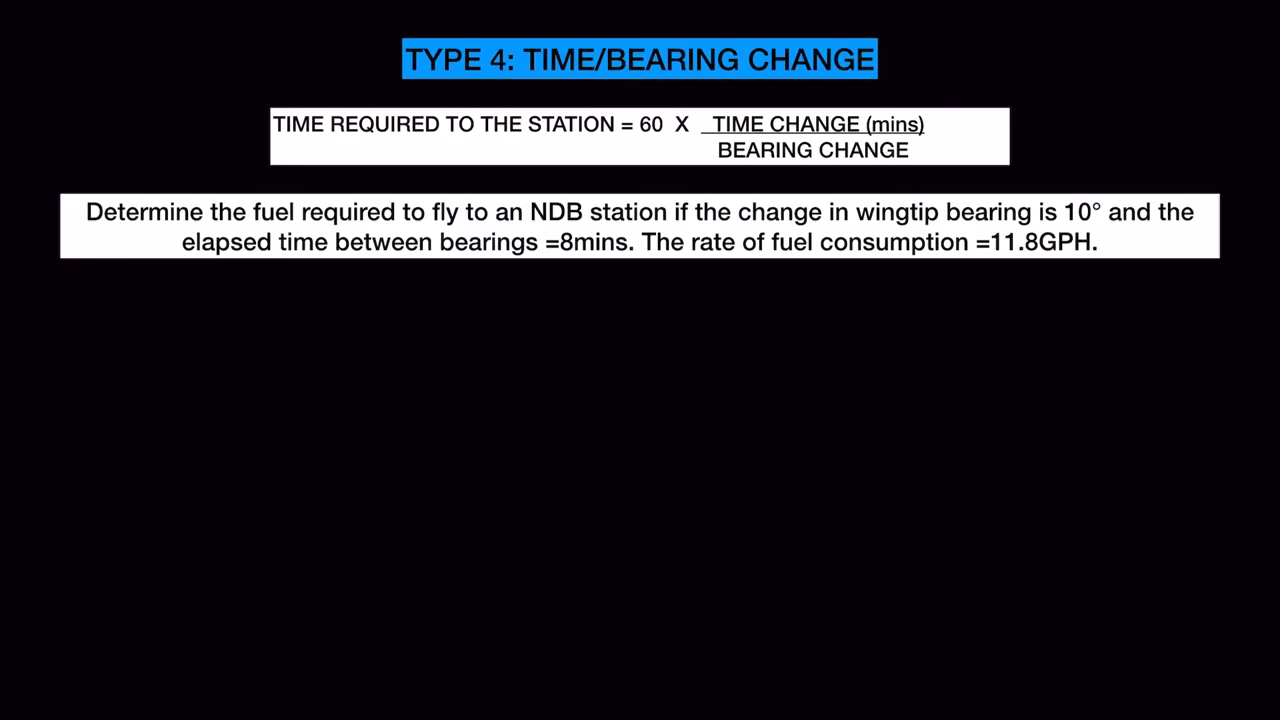 TYPE 4: TIME/BEARING CHANGE
TIME REQUIRED TO THE STATION = 60 X TIME CHANGE (mins)
BEARING CHANGE
Determine the fuel required to fly to an NDB station if the change in wingtip bearing is 10° and the
elapsed time between bearings =8mins. The rate of fuel consumption =11.8GPH.